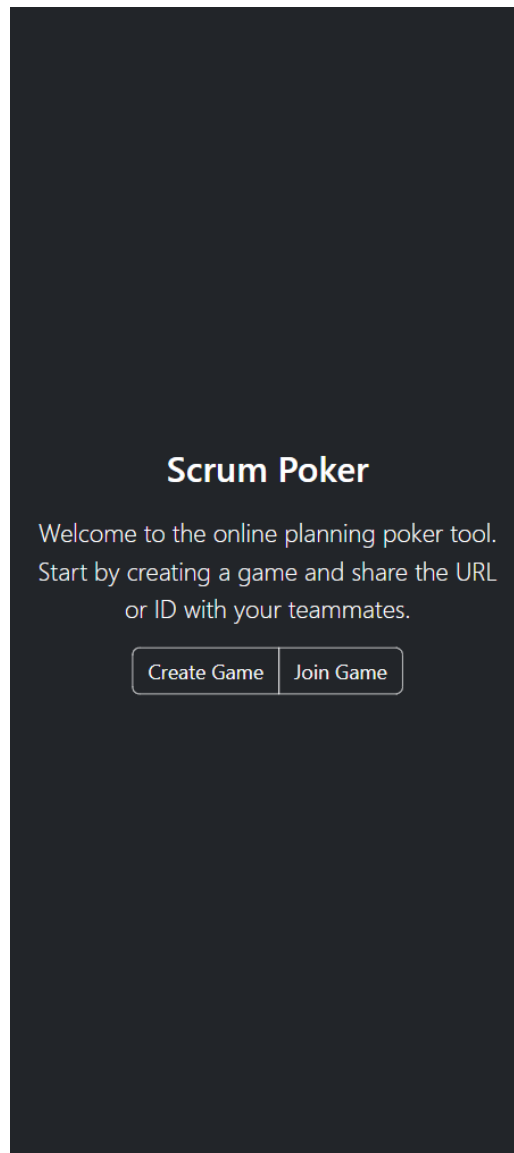 Scrum Poker
Welcome to the online planning poker tool.
Start by creating a game and share the URL
or ID with your teammates.
Create Game
Join Game